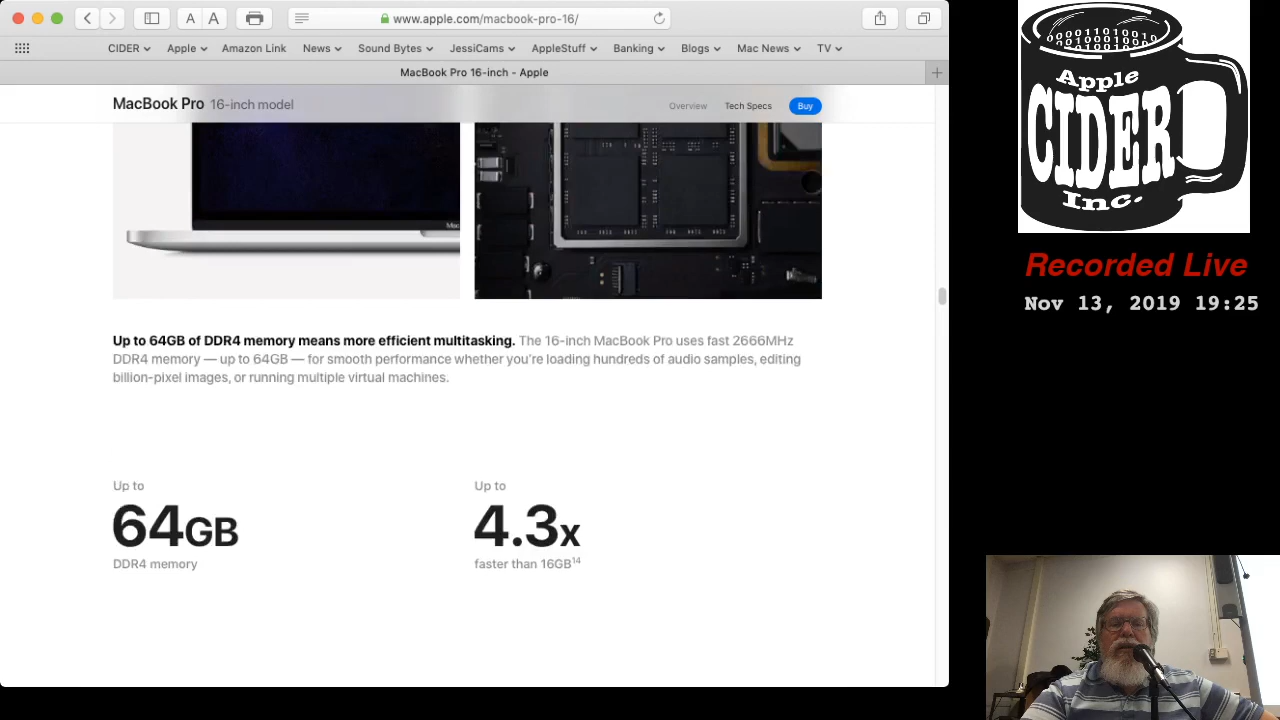 www.apple.com/macbook-pro-16/
CIDER Apple Amazon Link News Sound Bytes JessiCams AppleStuff Banking Blogs Mac News TV
MacBook Pro 16-inch - Apple
MacBook Pro 16-inch model Overview Tech Specs Buy
Mac
Up to 64GB of DDR4 memory means more efficient multitasking. The 16-inch MacBook Pro uses fast 2666MHz
DDR4 memory — up to 64GB — for smooth performance whether you're loading hundreds of audio samples, editing
billion-pixel images, or running multiple virtual machines.
Up to
64GB
DDR4 memory
Up to
4.3x
faster than 16GB14
Apple
CIDER
Inc.
Recorded Live
Nov 13, 2019 19:25